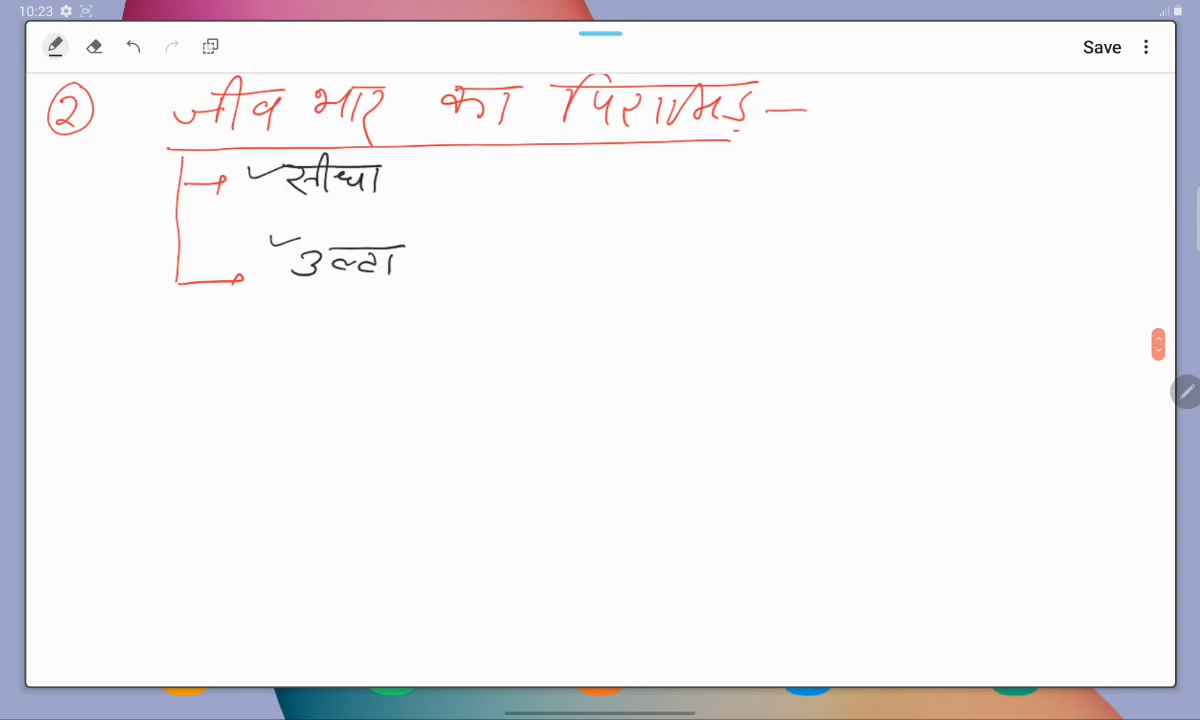 10:23
Save
② जीव भार का पिरामिड़ —
सीधा
उल्टा